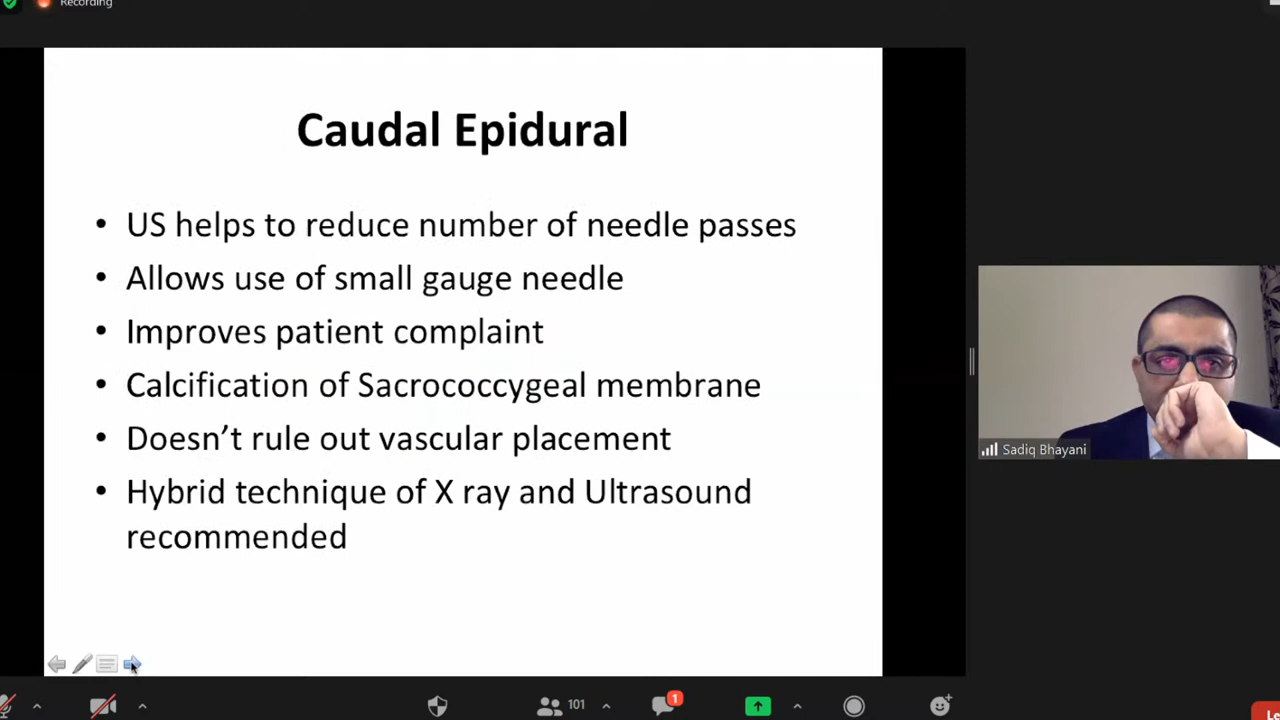 Recording
Caudal Epidural
• US helps to reduce number of needle passes
• Allows use of small gauge needle
• Improves patient complaint
• Calcification of Sacrococcygeal membrane
• Doesn’t rule out vascular placement
• Hybrid technique of X ray and Ultrasound
recommended
Sadiq Bhayani
101
1